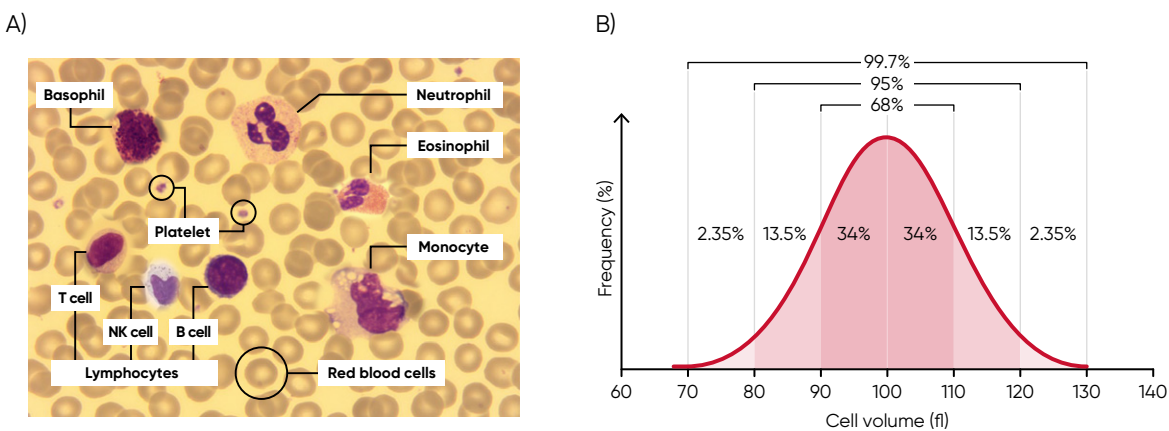 A)
Basophil
Neutrophil
Eosinophil
Platelet
Monocyte
T cell
NK cell
B cell
Lymphocytes
Red blood cells
B)
99.7%
95%
68%
Frequency (%)
2.35%
13.5%
34%
34%
13.5%
2.35%
60
70
80
90
100
110
120
130
140
Cell volume (fl)